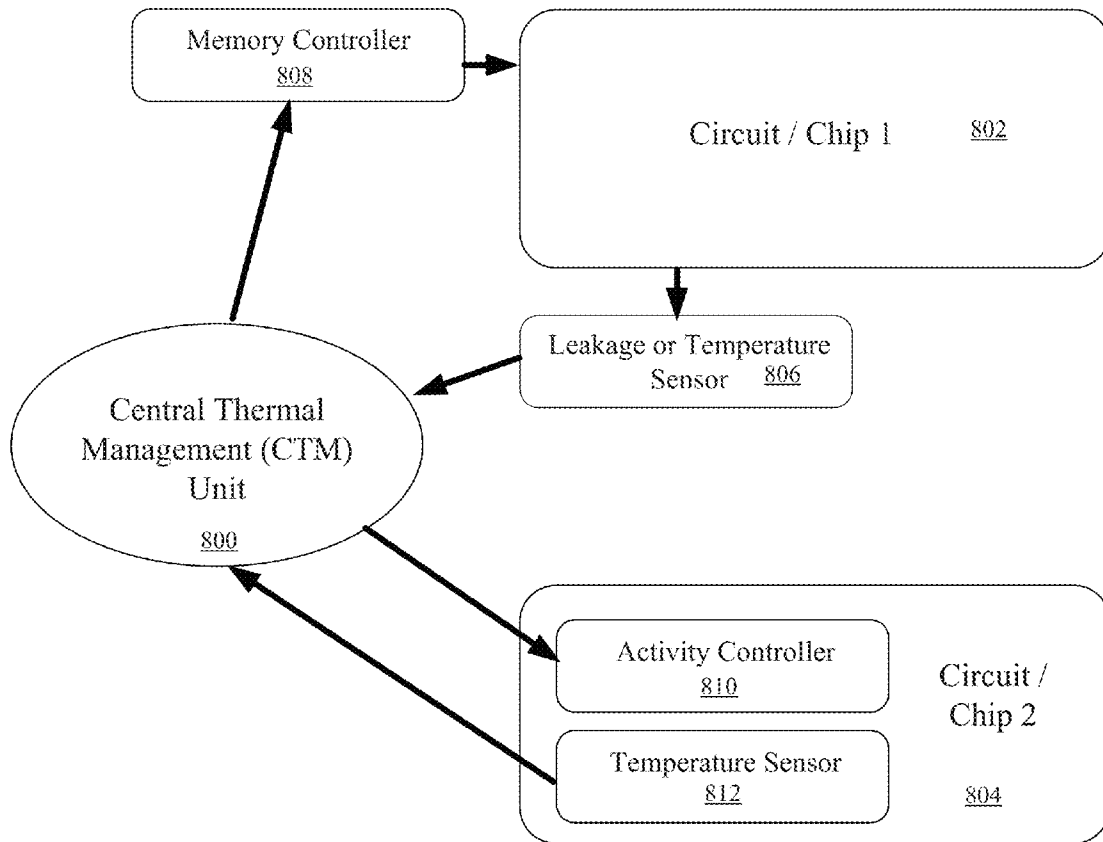 Memory Controller
808
Circuit / Chip 1 802
Leakage or Temperature
Sensor 806
Central Thermal
Management (CTM)
Unit
800
Activity Controller
810
Circuit /
Chip 2
Temperature Sensor
812
804